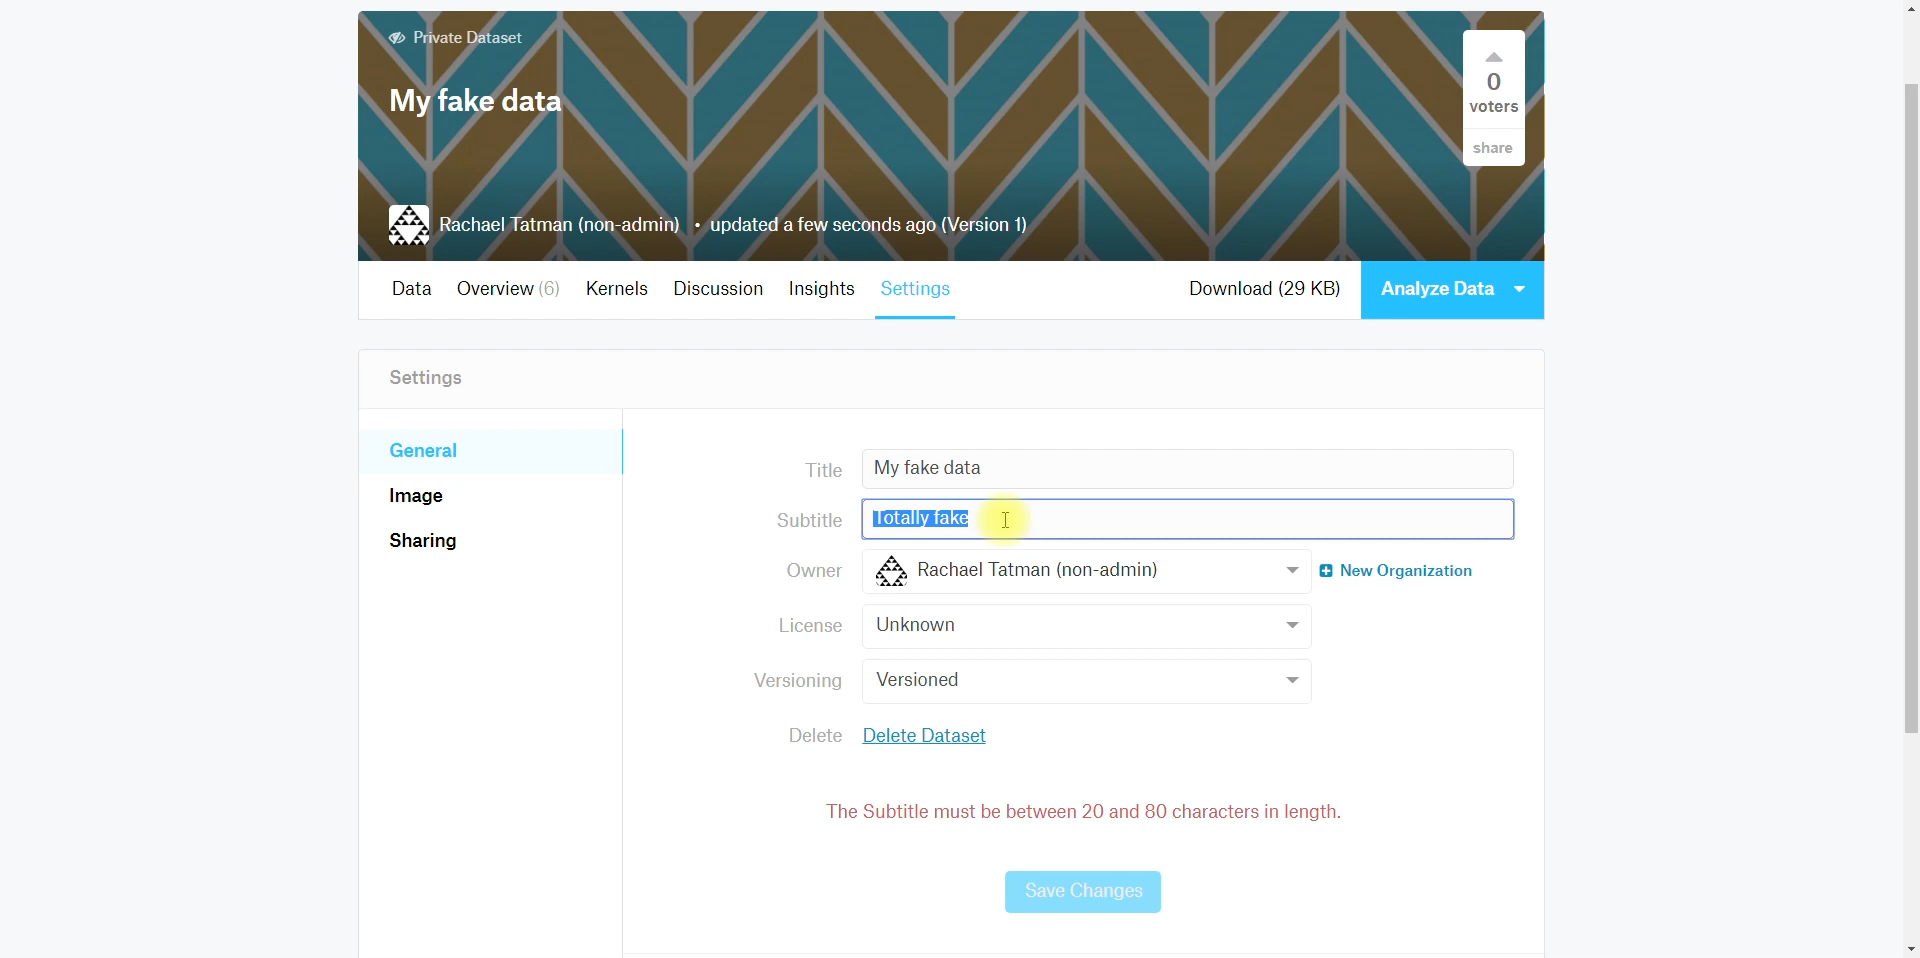 Private Dataset
My fake data
0
voters
share
Rachael Tatman (non-admin) • updated a few seconds ago (Version 1)
Data Overview (6) Kernels Discussion Insights Settings Download (29 KB) Analyze Data
Settings
General
Image
Sharing
Title My fake data
Subtitle Totally fake
Owner Rachael Tatman (non-admin) New Organization
License Unknown
Versioning Versioned
Delete Delete Dataset
The Subtitle must be between 20 and 80 characters in length.
Save Changes